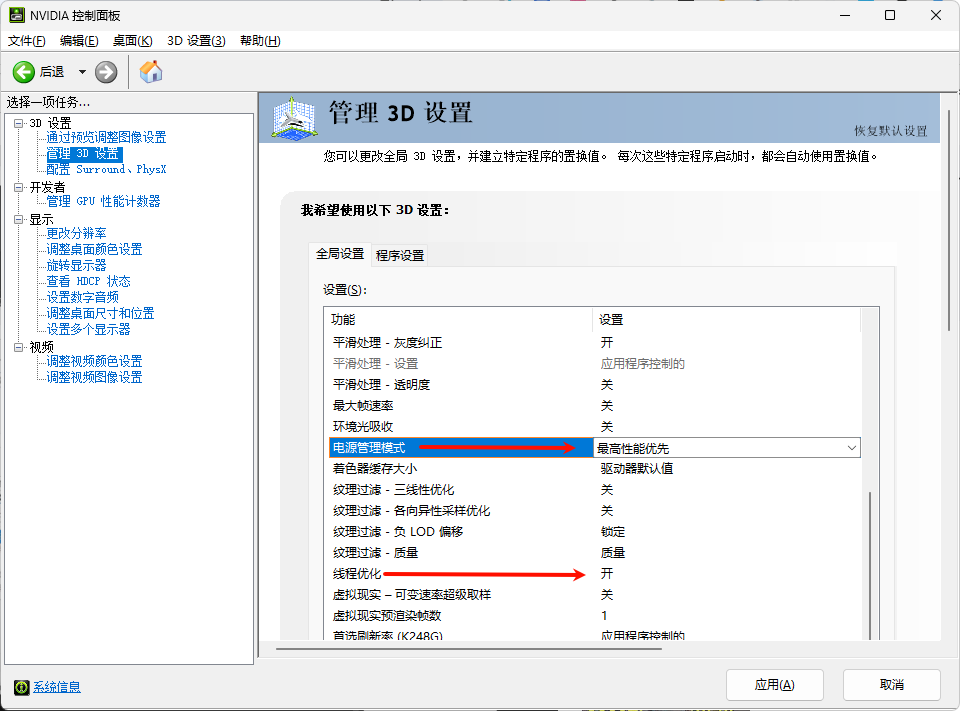 NVIDIA 控制面板
文件(F) 编辑(E) 桌面(K) 3D 设置(3) 帮助(H)
后退
选择一项任务...
3D 设置
通过预览调整图像设置
管理 3D 设置
配置 Surround、PhysX
开发者
管理 GPU 性能计数器
显示
更改分辨率
调整桌面颜色设置
旋转显示器
查看 HDCP 状态
设置数字音频
调整桌面尺寸和位置
设置多个显示器
视频
调整视频颜色设置
调整视频图像设置
管理 3D 设置
恢复默认设置
您可以更改全局 3D 设置，并建立特定程序的置换值。 每次这些特定程序启动时，都会自动使用置换值。
我希望使用以下 3D 设置：
全局设置 程序设置
设置(S)：
功能 设置
平滑处理 - 灰度纠正 开
平滑处理 - 设置 应用程序控制的
平滑处理 - 透明度 关
最大帧速率 关
环境光吸收 关
电源管理模式 最高性能优先
着色器缓存大小 驱动器默认值
纹理过滤 - 三线性优化 关
纹理过滤 - 各向异性采样优化 关
纹理过滤 - 负 LOD 偏移 锁定
纹理过滤 - 质量 质量
线程优化 开
虚拟现实 – 可变速率超级取样 关
虚拟现实预渲染帧数 1
首选刷新率 (K248G) 应用程序控制的
系统信息
应用(A) 取消